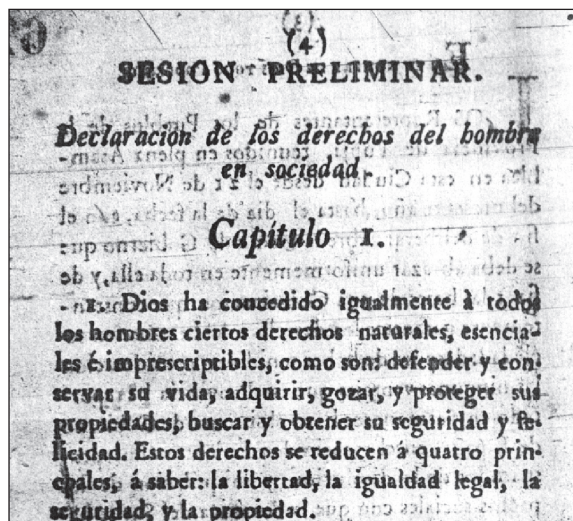 (4)
SESION PRELIMINAR.
Declaracion de los derechos del hombre
en sociedad.
Capítulo 1.
1. Dios ha concedido igualmente à todos
los hombres ciertos derechos naturales, esencia-
les é imprescriptibles, como son: defender y con-
servar su vida, adquirir, gozar, y proteger sus
propiedades, buscar y obtener su seguridad y fe-
licidad. Estos derechos se reducen á quatro prin-
cipales, á saber: la libertad, la igualdad legal, la
seguridad, y la propiedad.